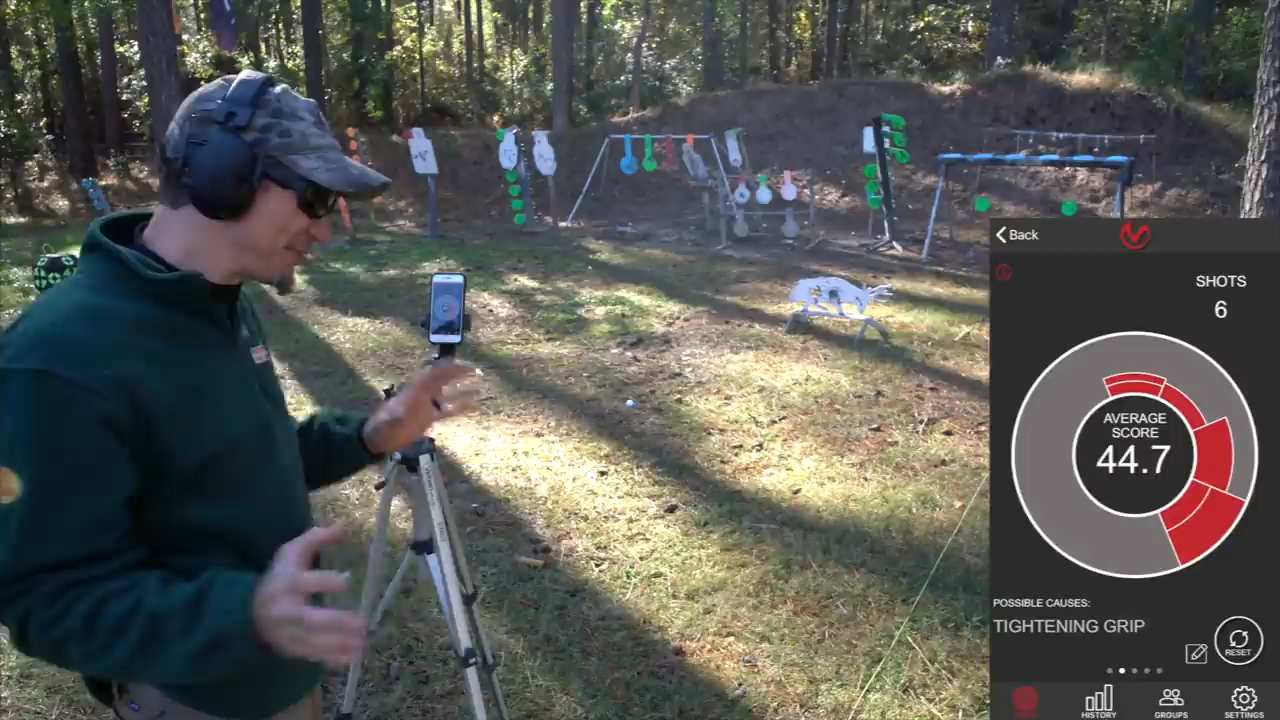 Back
SHOTS
6
AVERAGE
SCORE
44.7
POSSIBLE CAUSES:
TIGHTENING GRIP
RESET
HISTORY
GROUPS
SETTINGS